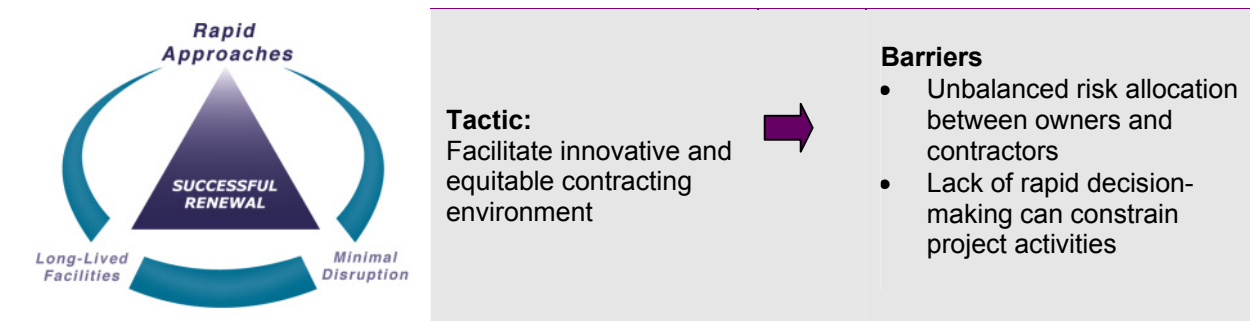 Rapid
Approaches
SUCCESSFUL
RENEWAL
Long-Lived
Facilities
Minimal
Disruption
Tactic:
Facilitate innovative and
equitable contracting
environment
Barriers
• Unbalanced risk allocation
between owners and
contractors
• Lack of rapid decision-
making can constrain
project activities